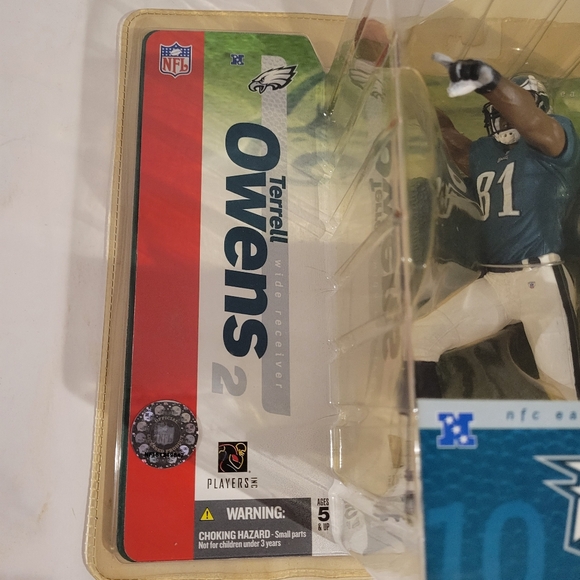 NFL
Terrell
Owens 2
wide receiver
PLAYERS INC
WARNING:
CHOKING HAZARD - Small parts
Not for children under 3 years
AGES
5
& UP
81
nfc ea
10